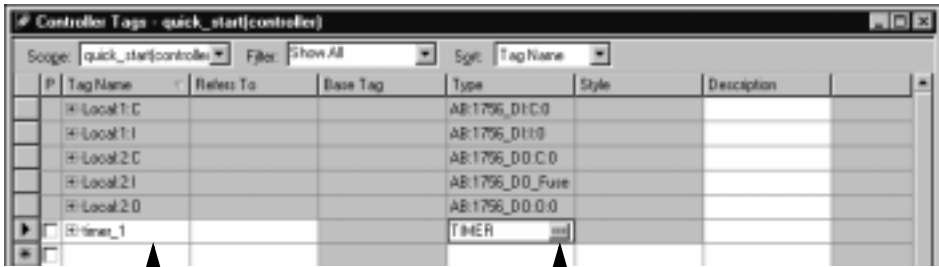 Controller Tags - quick_start(controller)
Scope: quick_start(controller Filter: Show All Sort: Tag Name
P Tag Name Refers To Base Tag Type Style Description
Local:1:C AB:1756_DI:C:0
Local:1:I AB:1756_DI:I:0
Local:2:C AB:1756_DO:C:0
Local:2:I AB:1756_DO_Fuse
Local:2:O AB:1756_DO:O:0
timer_1 TIMER ...